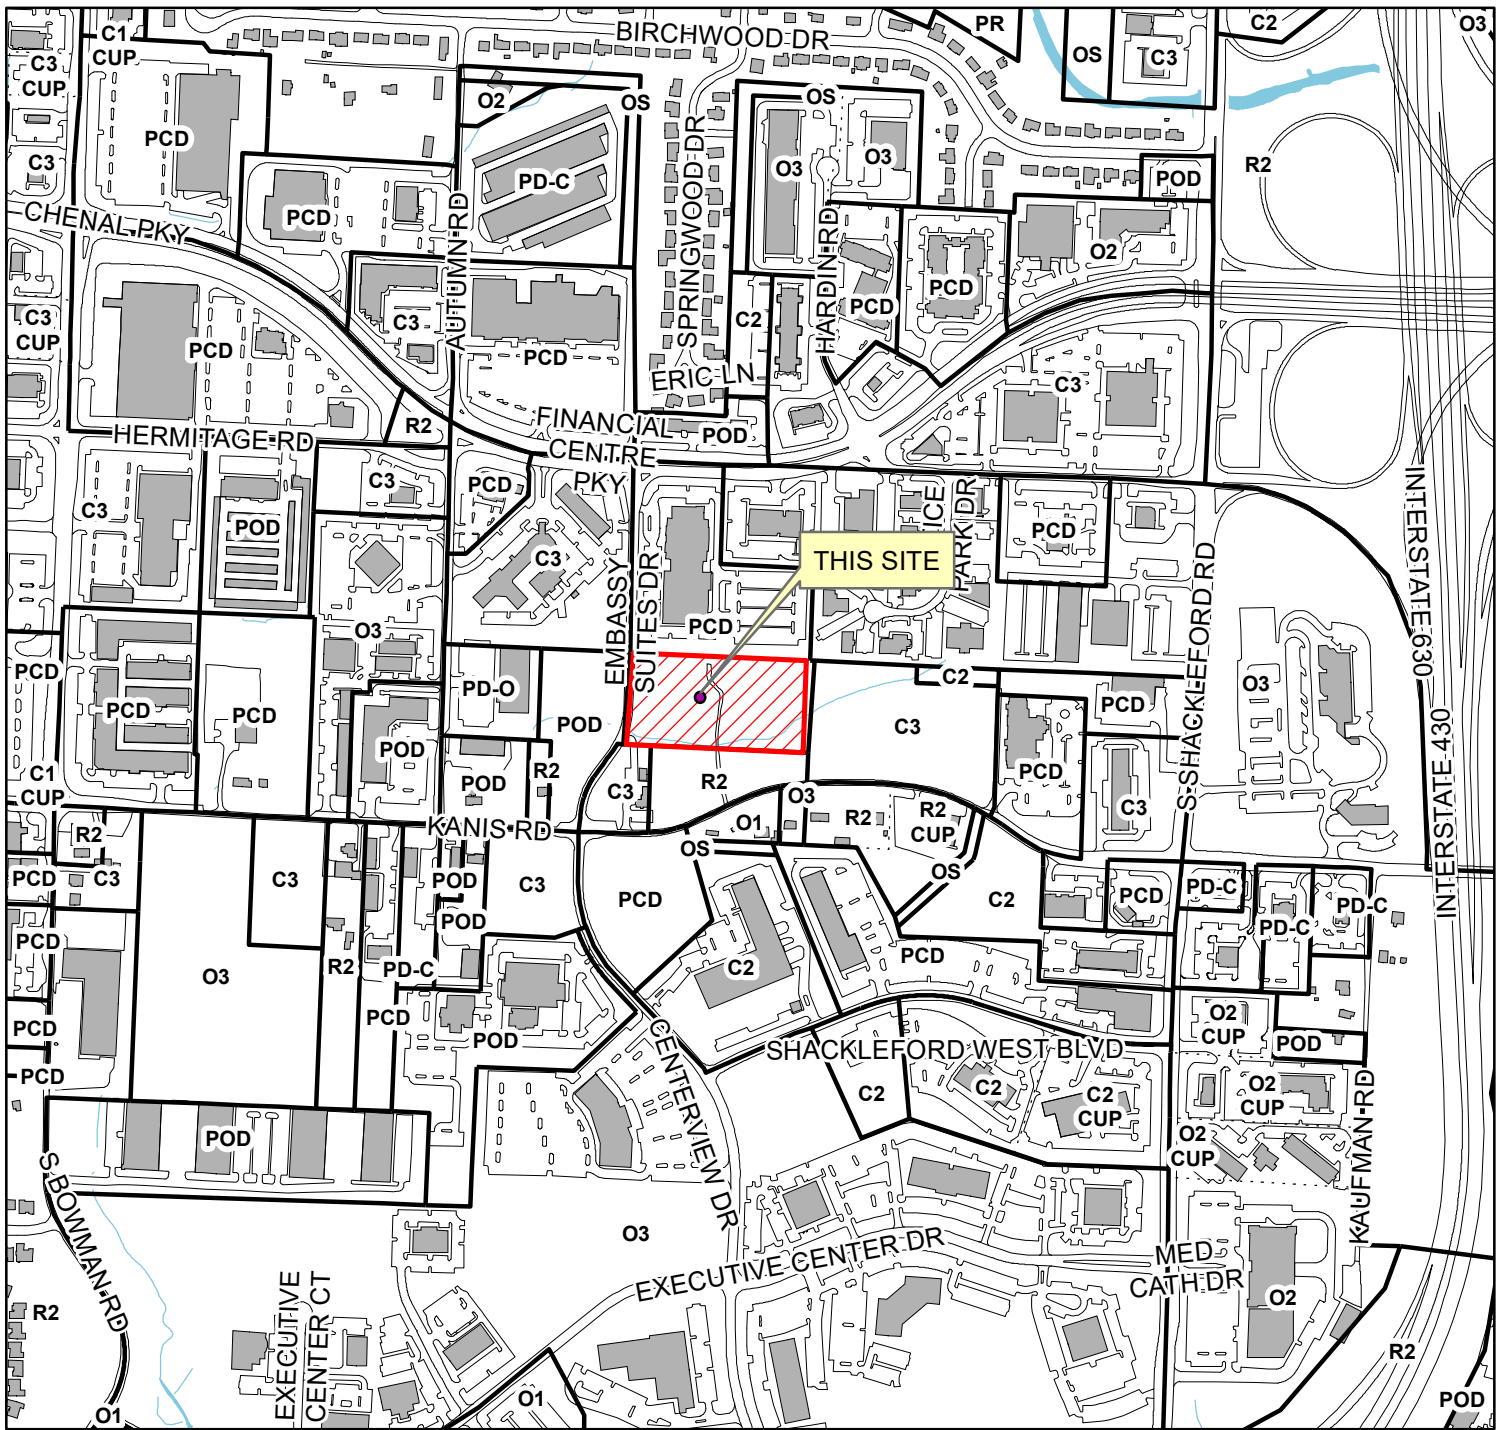 BIRCHWOOD DR
PR
C2
O3
C1
CUP
C3
CUP
OS
C3
O2
OS
OS
PCD
C3
PD-C
O3
O3
R2
POD
CHENAL PKY
PCD
AUTUMN RD
SPRINGWOOD DR
HARDIN RD
O2
PCD
PCD
C3
CUP
C3
C2
PCD
PCD
ERIC LN
C3
R2
FINANCIAL
CENTRE
PKY
POD
HERMITAGE RD
C3
PCD
C3
POD
C3
ICE
PARK DR
PCD
INTERSTATE 630
THIS SITE
EMBASSY
SUITES DR
PCD
S SHACKLEFORD RD
O3
PCD
PCD
PCD
PD-O
POD
POD
C2
C3
PCD
O3
PCD
C3
INTERSTATE 430
C1
CUP
R2
POD
R2
C3
R2
O3
O1
R2
R2
CUP
KANIS RD
OS
OS
PCD
C3
C3
POD
C3
PCD
C2
PCD
PD-C
PD-C
PD-C
POD
PCD
O3
R2
PD-C
C2
PCD
PCD
PCD
POD
CENTERVIEW DR
SHACKLEFORD WEST BLVD
O2
CUP
POD
PCD
C2
C2
C2
CUP
O2
CUP
POD
O2
CUP
KAUFMAN RD
S BOWMAN RD
O3
EXECUTIVE CENTER DR
MED
CATH DR
EXECUTIVE
CENTER CT
R2
O2
R2
O1
O1
POD